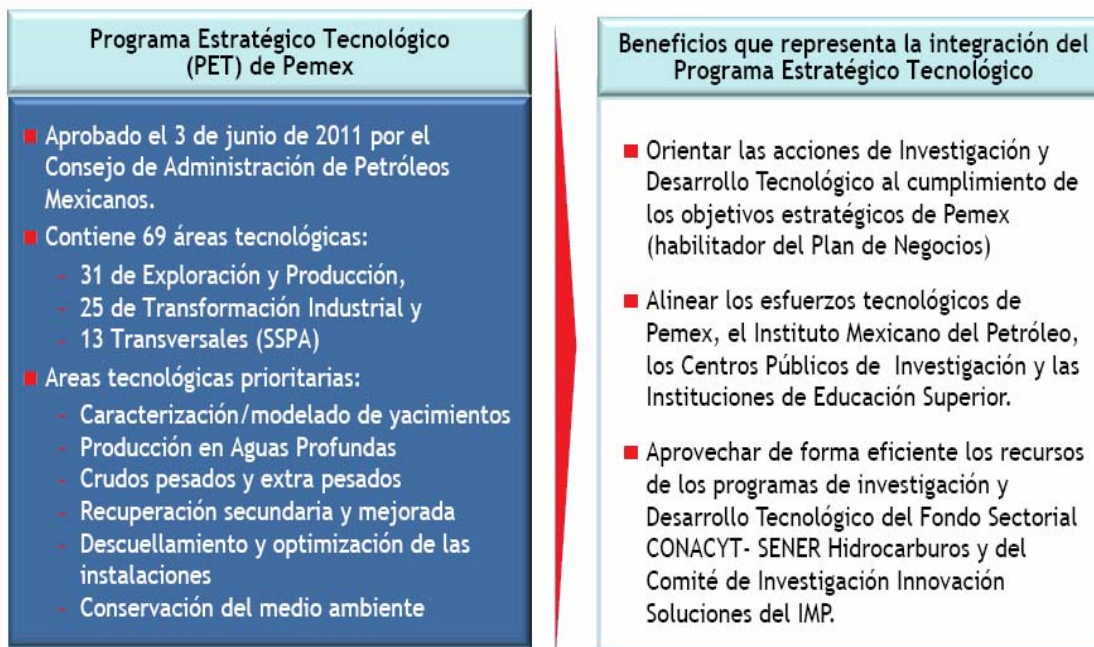 Programa Estratégico Tecnológico
(PET) de Pemex
Aprobado el 3 de junio de 2011 por el
Consejo de Administración de Petróleos
Mexicanos.
Contiene 69 áreas tecnológicas:
- 31 de Exploración y Producción,
- 25 de Transformación Industrial y
- 13 Transversales (SSPA)
Areas tecnológicas prioritarias:
- Caracterización/modelado de yacimientos
- Producción en Aguas Profundas
- Crudos pesados y extra pesados
- Recuperación secundaria y mejorada
- Descuellamiento y optimización de las
instalaciones
- Conservación del medio ambiente
Beneficios que representa la integración del
Programa Estratégico Tecnológico
Orientar las acciones de Investigación y
Desarrollo Tecnológico al cumplimiento de
los objetivos estratégicos de Pemex
(habilitador del Plan de Negocios)
Alinear los esfuerzos tecnológicos de
Pemex, el Instituto Mexicano del Petróleo,
los Centros Públicos de Investigación y las
Instituciones de Educación Superior.
Aprovechar de forma eficiente los recursos
de los programas de investigación y
Desarrollo Tecnológico del Fondo Sectorial
CONACYT- SENER Hidrocarburos y del
Comité de Investigación Innovación
Soluciones del IMP.